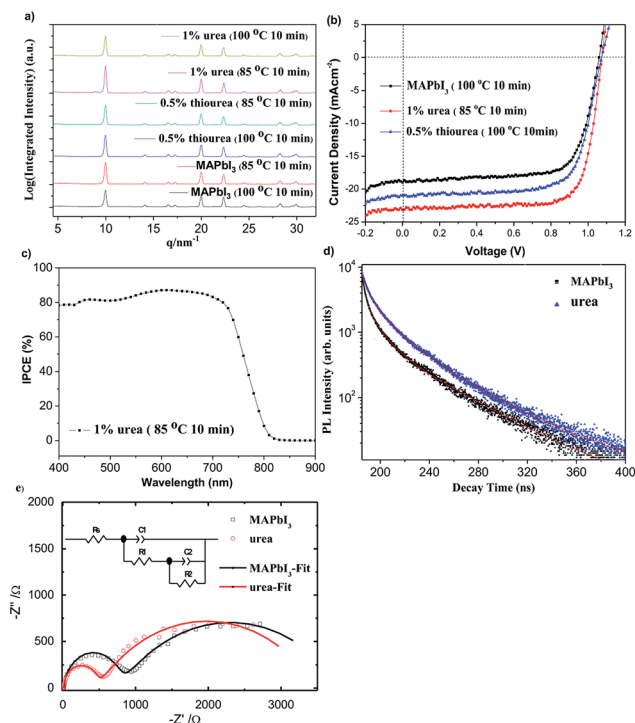 a)
Log(Integrated Intensity) (a.u.)
1% urea (100 °C 10 min)
1% urea (85 °C 10 min)
0.5% thiourea (85 °C 10 min)
0.5% thiourea (100 °C 10 min)
MAPbI3 (85 °C 10 min)
MAPbI3 (100 °C 10 min)
5 10 15 20 25 30
q/nm⁻¹
(b)
Current Density (mAcm⁻²)
5
0
-5
-10
-15
-20
-25
MAPbI₃ (100 °C 10 min)
1% urea (85 °C 10 min)
0.5% thiourea (100 °C 10min)
-0.2 0.0 0.2 0.4 0.6 0.8 1.0 1.2
Voltage (V)
c)
IPCE (%)
100
80
60
40
20
0
1% urea (85 °C 10 min)
400 500 600 700 800 900
Wavelength (nm)
d)
PL Intensity (arb. units)
10⁴
10³
10²
MAPbI₃
urea
200 240 280 320 360 400
Decay Time (ns)
e)
-Z''/Ω
-2000
1500
1000
500
0
Rs
C1
R1
C2
R2
MAPbI₃
urea
MAPbI₃-Fit
urea-Fit
0 1000 2000 3000
-Z' /Ω